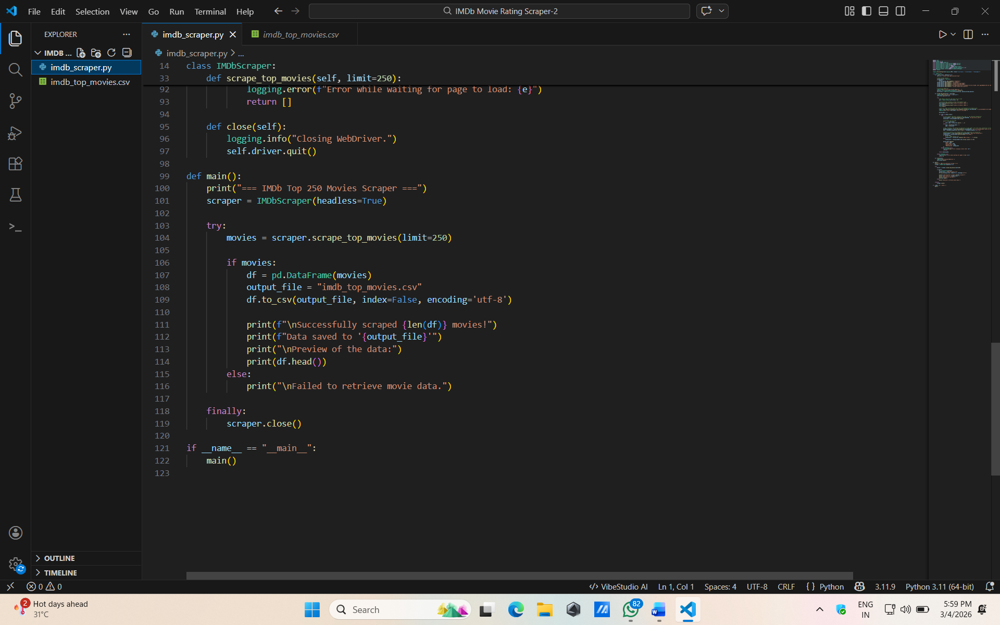 File Edit Selection View Go Run Terminal Help
IMDb Movie Rating Scraper-2
EXPLORER
IMDB ...
imdb_scraper.py
imdb_top_movies.csv
OUTLINE
TIMELINE
imdb_scraper.py
imdb_top_movies.csv
imdb_scraper.py > ...
14 class IMDbScraper:
33 def scrape_top_movies(self, limit=250):
92 logging.error(f"Error while waiting for page to load: {e}")
93 return []
94
95 def close(self):
96 logging.info("Closing WebDriver.")
97 self.driver.quit()
98
99 def main():
100 print("=== IMDb Top 250 Movies Scraper ===")
101 scraper = IMDbScraper(headless=True)
102
103 try:
104 movies = scraper.scrape_top_movies(limit=250)
105
106 if movies:
107 df = pd.DataFrame(movies)
108 output_file = "imdb_top_movies.csv"
109 df.to_csv(output_file, index=False, encoding='utf-8')
110
111 print(f"\nSuccessfully scraped {len(df)} movies!")
112 print(f"Data saved to '{output_file}'")
113 print("\nPreview of the data:")
114 print(df.head())
115 else:
116 print("\nFailed to retrieve movie data.")
117
118 finally:
119 scraper.close()
120
121 if __name__ == "__main__":
122 main()
123
0 0
VibeStudio AI Ln 1, Col 1 Spaces: 4 UTF-8 CRLF { } Python 3.11.9 Python 3.11 (64-bit)
2
Hot days ahead
31°C
Search
82
ENG
IN
5:59 PM
3/4/2026